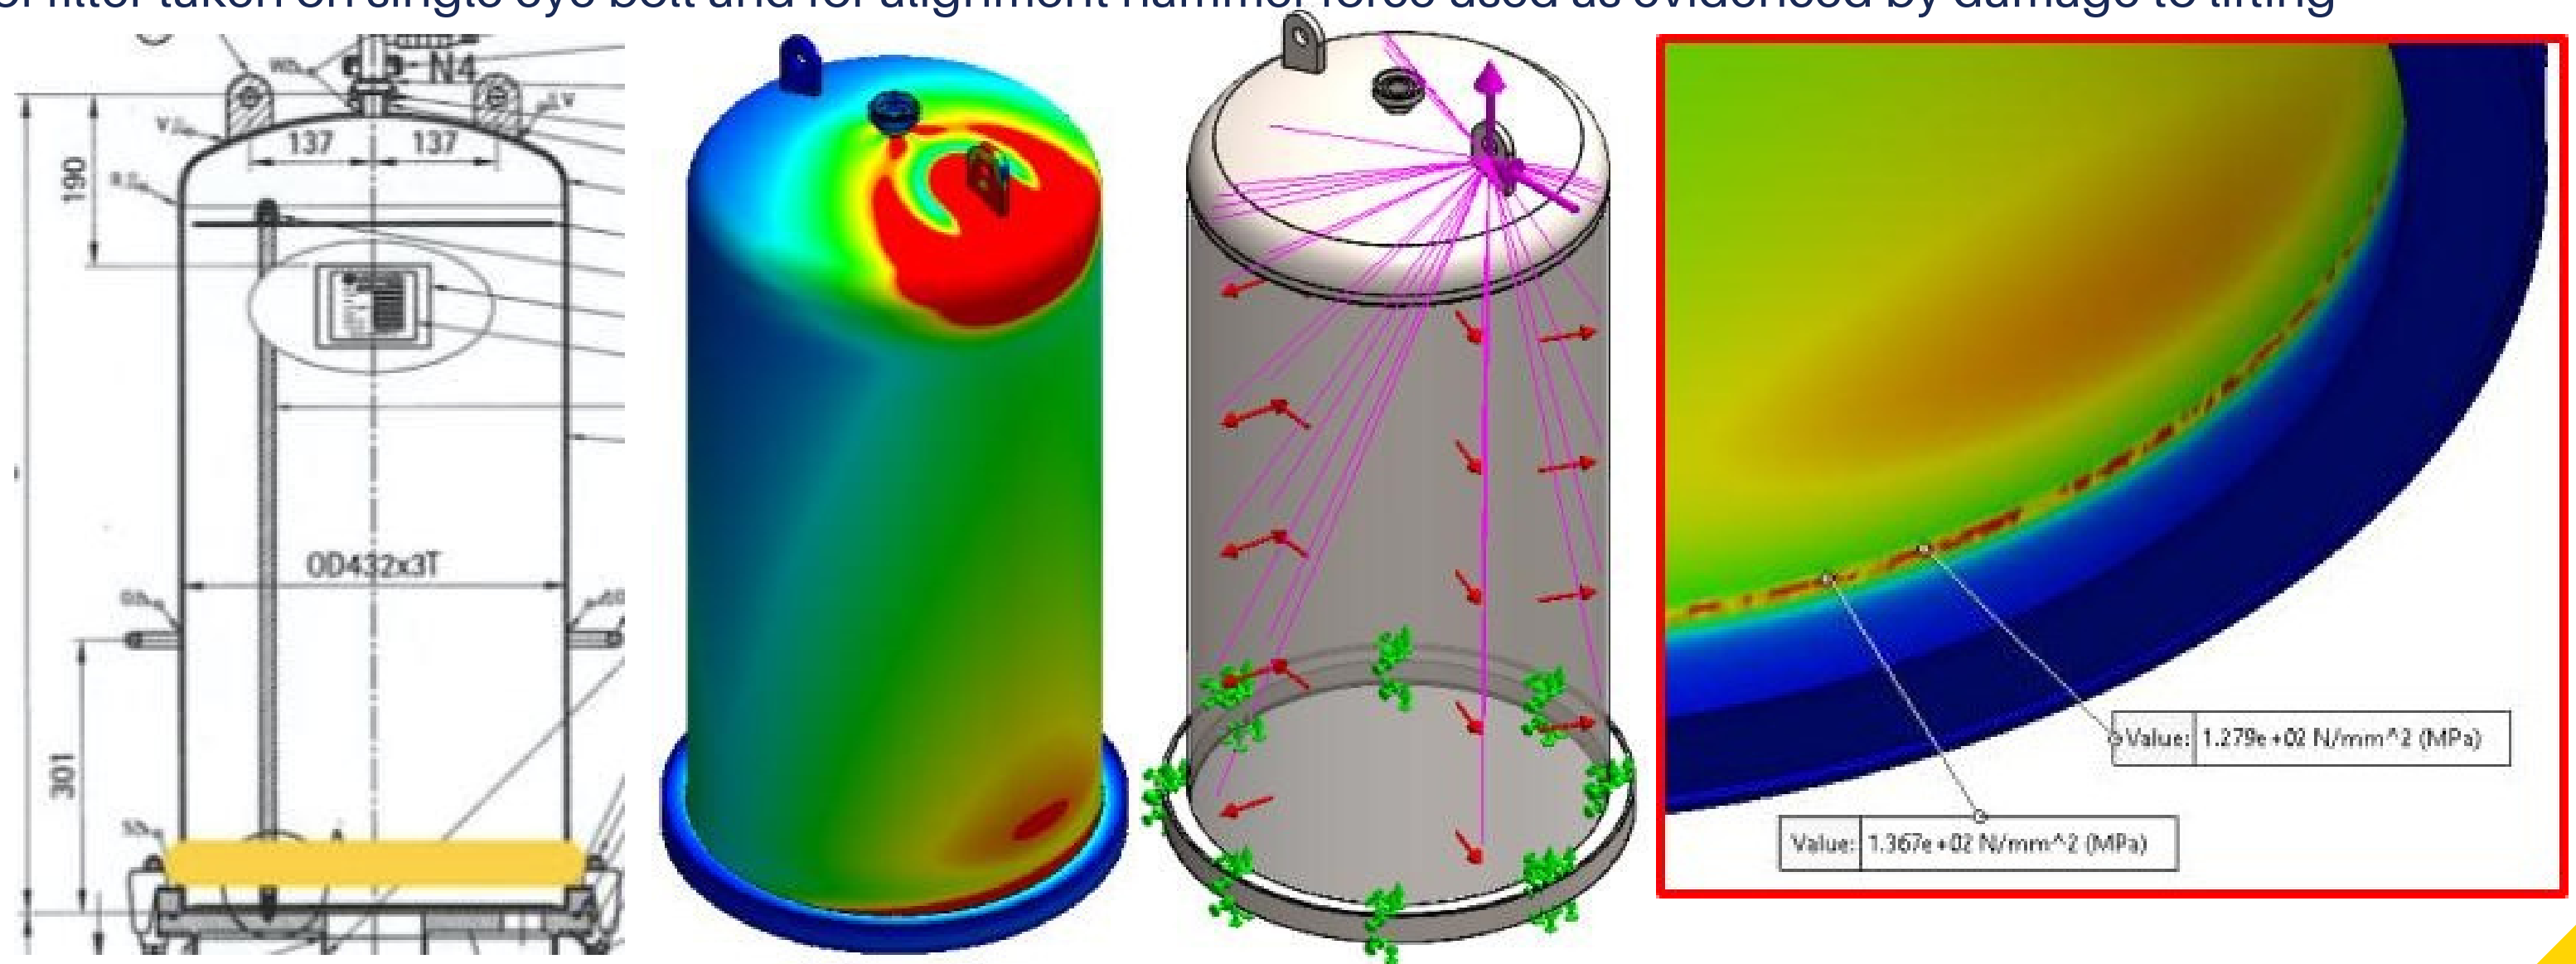 of filter taken on single eye bolt and for alignment hammer force used as evidenced by damage to lifting
N4
137
137
190
OD432x3T
301
A
Value: 1.279e+02 N/mm^2 (MPa)
Value: 1.367e+02 N/mm^2 (MPa)